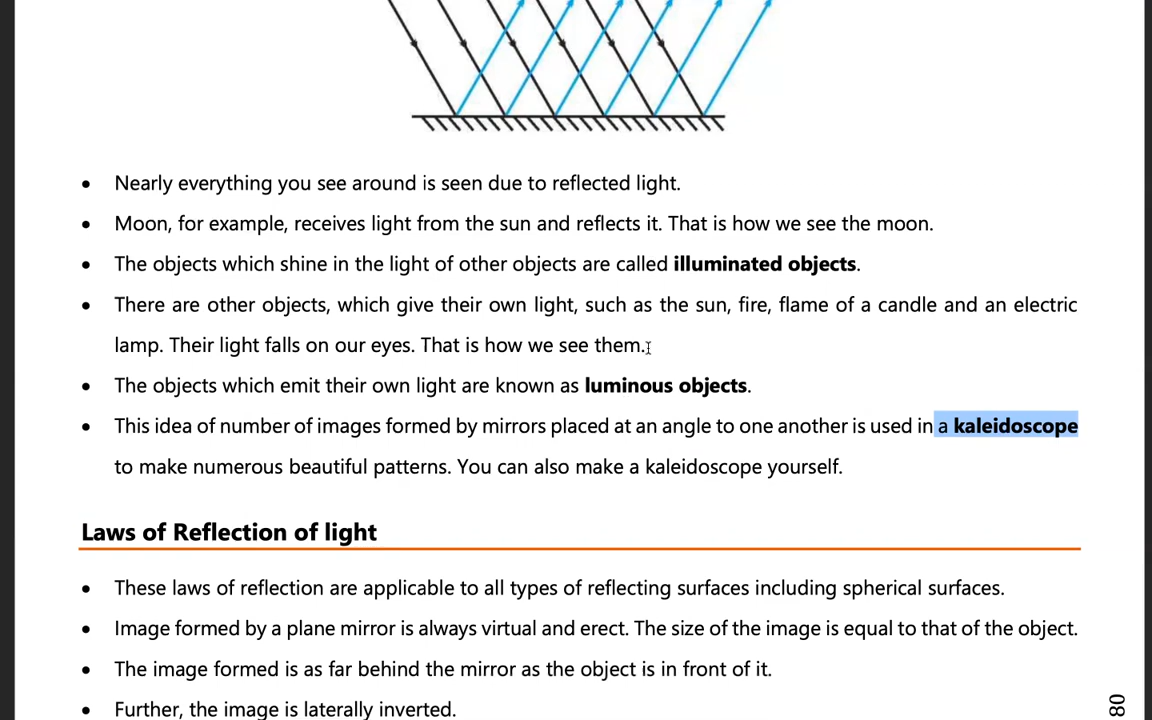 • Nearly everything you see around is seen due to reflected light.
• Moon, for example, receives light from the sun and reflects it. That is how we see the moon.
• The objects which shine in the light of other objects are called illuminated objects.
• There are other objects, which give their own light, such as the sun, fire, flame of a candle and an electric
lamp. Their light falls on our eyes. That is how we see them.
• The objects which emit their own light are known as luminous objects.
• This idea of number of images formed by mirrors placed at an angle to one another is used in a kaleidoscope
to make numerous beautiful patterns. You can also make a kaleidoscope yourself.
Laws of Reflection of light
• These laws of reflection are applicable to all types of reflecting surfaces including spherical surfaces.
• Image formed by a plane mirror is always virtual and erect. The size of the image is equal to that of the object.
• The image formed is as far behind the mirror as the object is in front of it.
• Further, the image is laterally inverted.
80